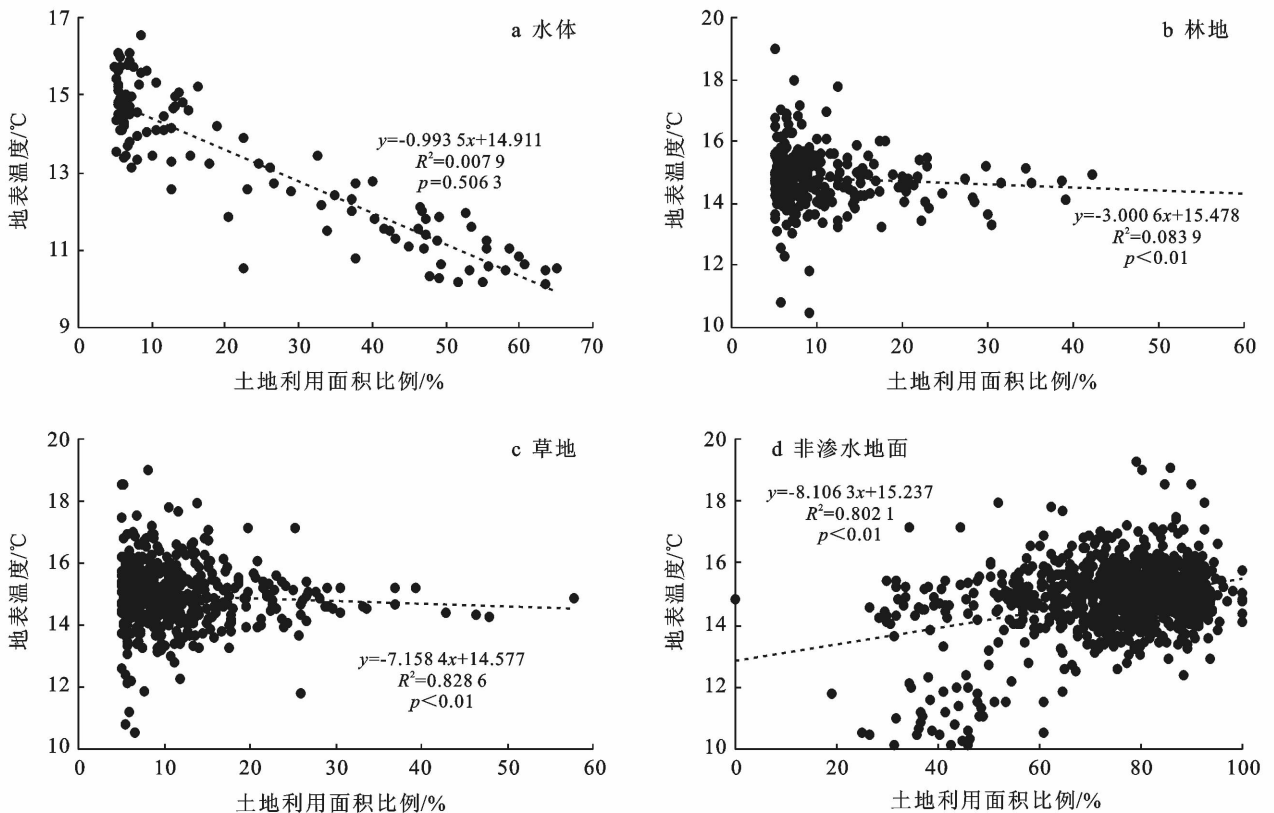 a 水体
17
15
13
11
9
地表温度/℃
y=-0.993 5x+14.911
R²=0.007 9
p=0.506 3
0 10 20 30 40 50 60 70
土地利用面积比例/%
b 林地
20
18
16
14
12
10
地表温度/℃
y=-3.000 6x+15.478
R²=0.083 9
p<0.01
0 10 20 30 40 50 60
土地利用面积比例/%
c 草地
20
18
16
14
12
10
地表温度/℃
y=-7.158 4x+14.577
R²=0.828 6
p<0.01
0 10 20 30 40 50 60
土地利用面积比例/%
d 非渗水地面
20
18
16
14
12
10
地表温度/℃
y=-8.106 3x+15.237
R²=0.802 1
p<0.01
0 20 40 60 80 100
土地利用面积比例/%